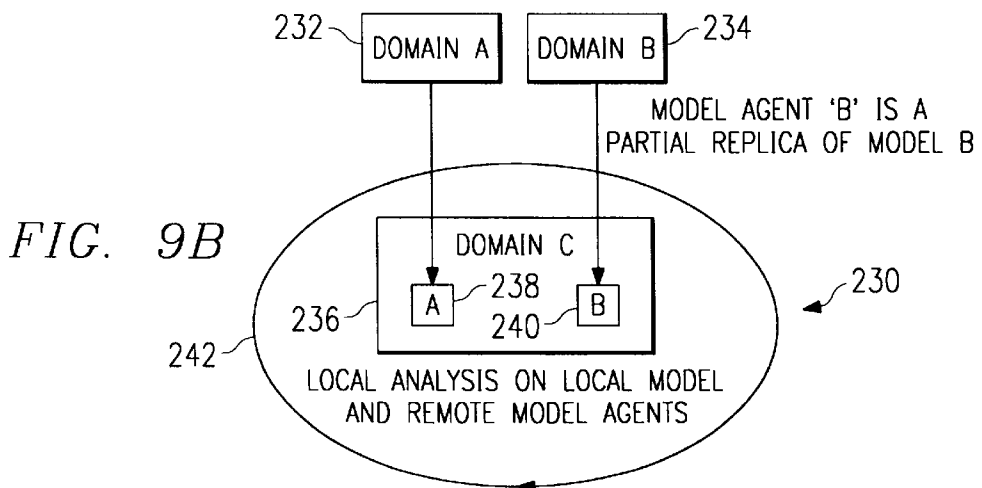 232
DOMAIN A
DOMAIN B
234
MODEL AGENT 'B' IS A
PARTIAL REPLICA OF MODEL B
FIG. 9B
DOMAIN C
236
A
238
240
B
230
242
LOCAL ANALYSIS ON LOCAL MODEL
AND REMOTE MODEL AGENTS